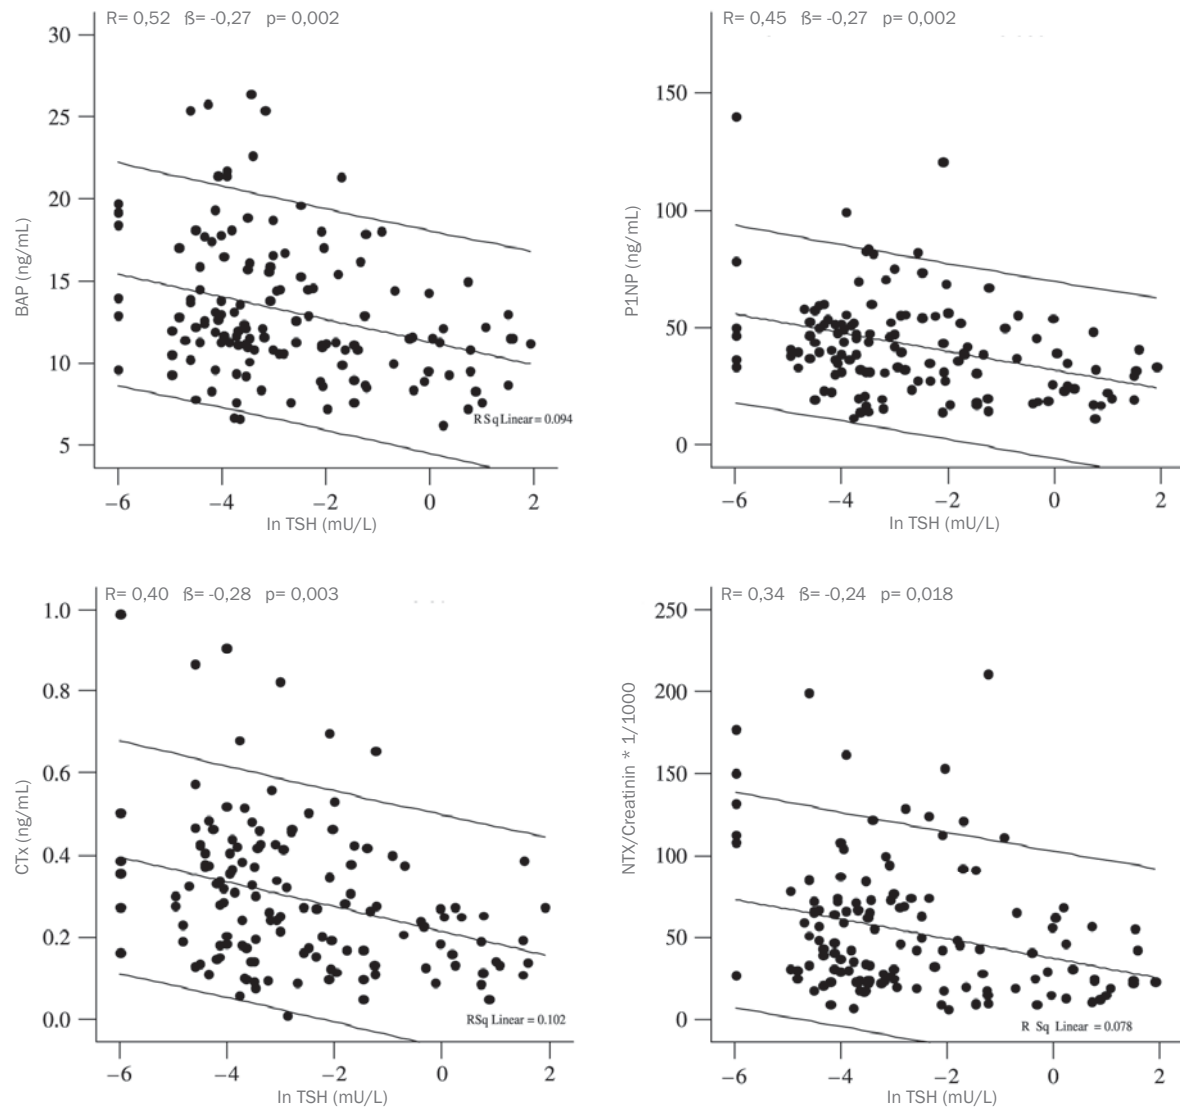 R= 0,52 ß= -0,27 p= 0,002
30
25
20
15
10
5
BAP (ng/mL)
RSqLinear=0.094
−6 −4 −2 0 2
ln TSH (mU/L)
R= 0,45 ß= -0,27 p= 0,002
150
100
50
0
P1NP (ng/mL)
−6 −4 −2 0 2
ln TSH (mU/L)
R= 0,40 ß= -0,28 p= 0,003
1.0
0.8
0.6
0.4
0.2
0.0
CTx (ng/mL)
RSq Linear = 0.102
−6 −4 −2 0 2
ln TSH (mU/L)
R= 0,34 ß= -0,24 p= 0,018
250
200
150
100
50
0
NTX/Creatinin * 1/1000
R Sq Linear = 0.078
−6 −4 −2 0 2
ln TSH (mU/L)